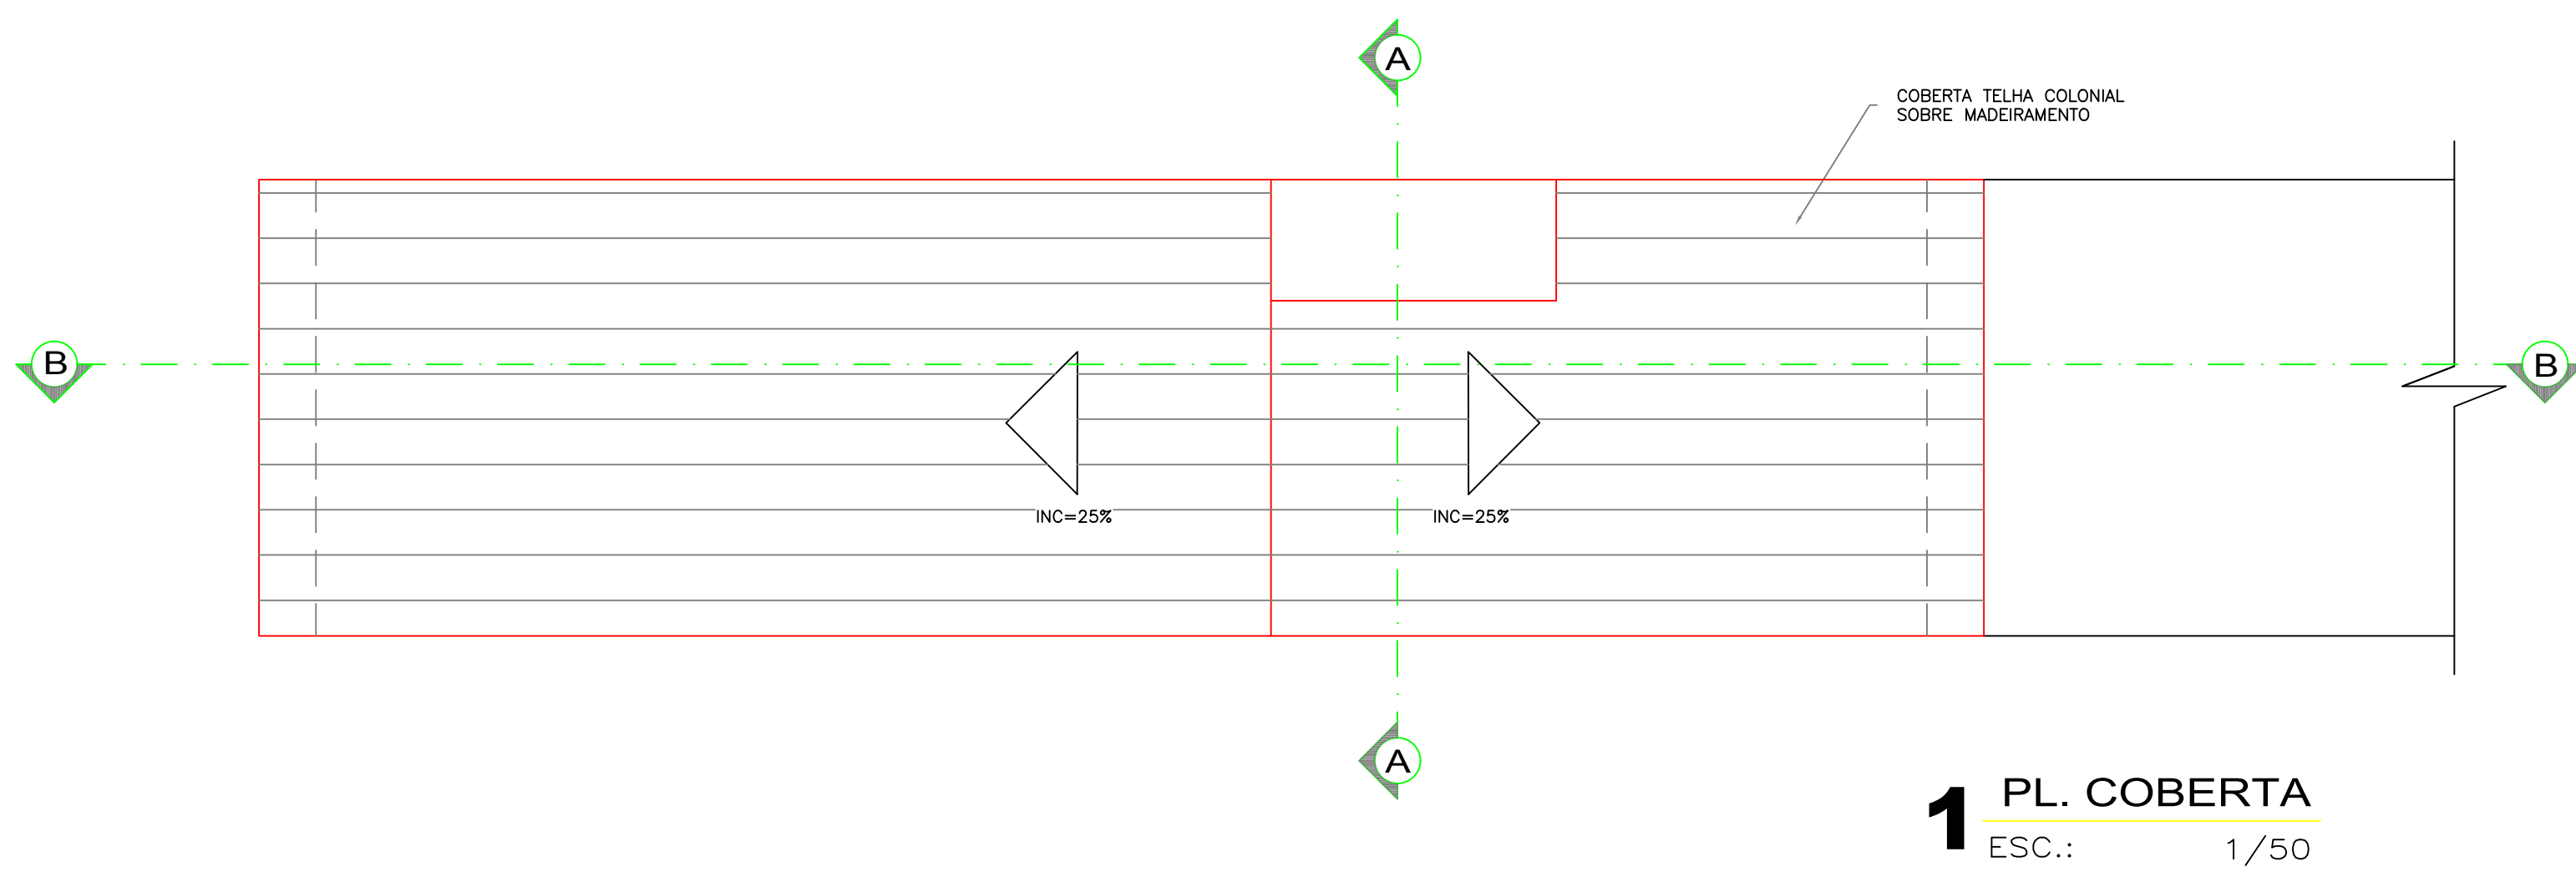 A
COBERTA TELHA COLONIAL
SOBRE MADEIRAMENTO
B
B
INC=25%
INC=25%
A
1 PL. COBERTA
ESC.: 1/50